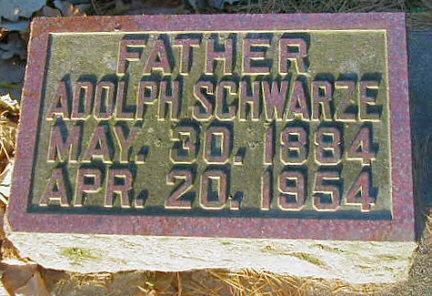 FATHER
ADOLPH SCHWARZE
MAY. 30. 1884
APR. 20. 1954